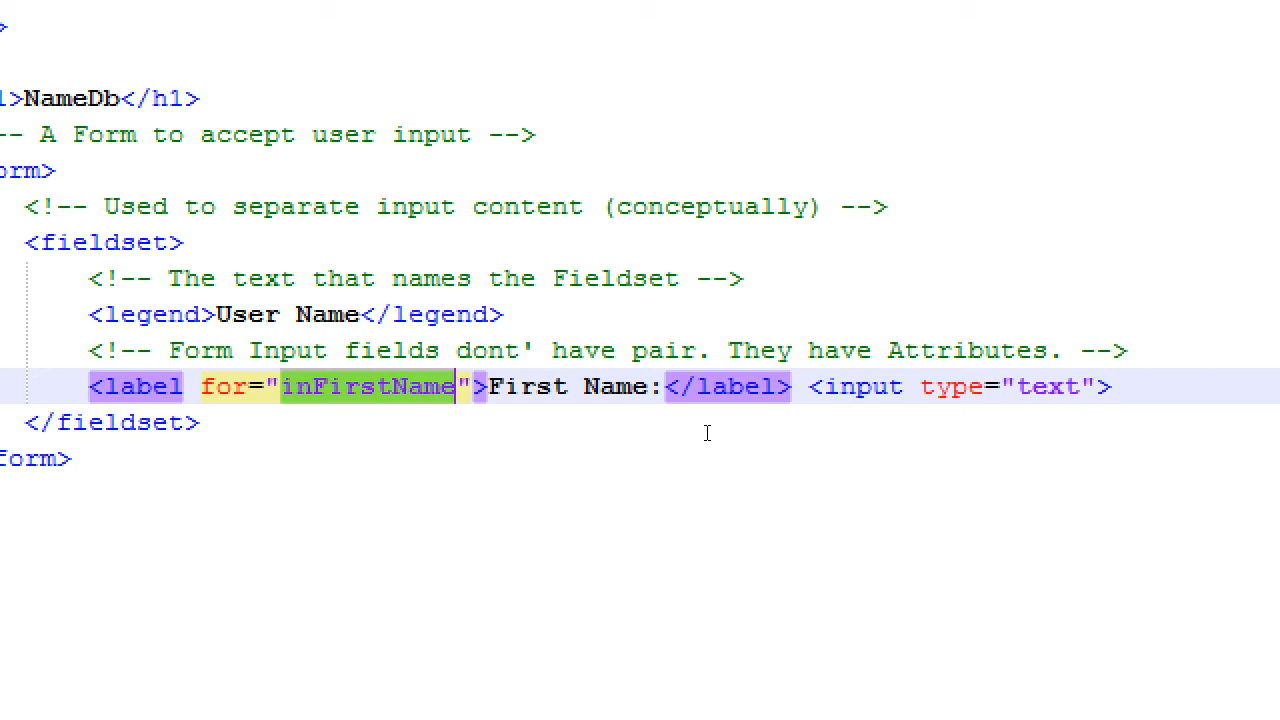 >
l>NameDb</h1>
-- A Form to accept user input -->
orm>
<!-- Used to separate input content (conceptually) -->
<fieldset>
<!-- The text that names the Fieldset -->
<legend>User Name</legend>
<!-- Form Input fields dont' have pair. They have Attributes. -->
<label for="inFirstName">First Name:</label> <input type="text">
</fieldset>
form>